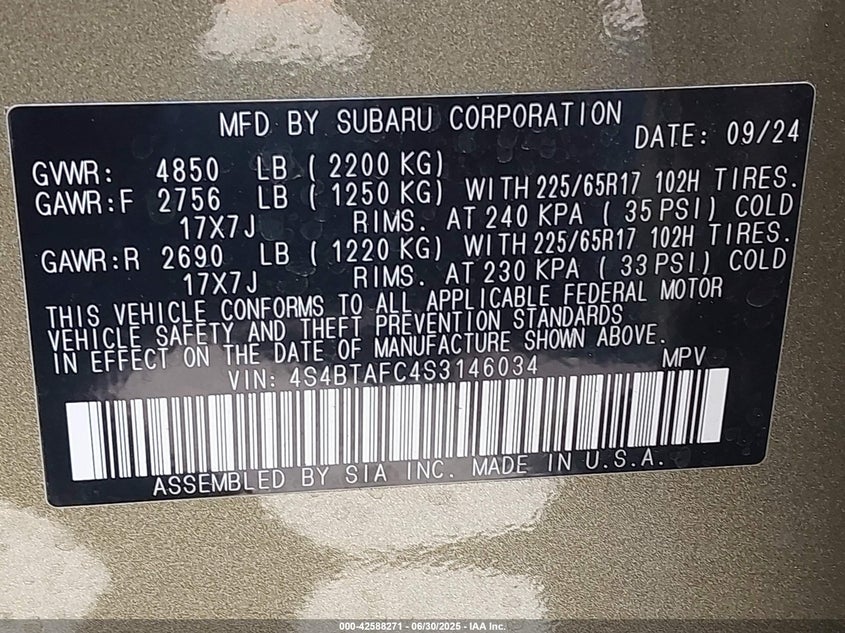 MFD BY SUBARU CORPORATION DATE: 09/24
GVWR: 4850 LB ( 2200 KG)
GAWR:F 2756 LB ( 1250 KG) WITH 225/65R17 102H TIRES.
17X7J RIMS. AT 240 KPA ( 35 PSI) COLD
GAWR:R 2690 LB ( 1220 KG) WITH 225/65R17 102H TIRES.
17X7J RIMS. AT 230 KPA ( 33 PSI) COLD
THIS VEHICLE CONFORMS TO ALL APPLICABLE FEDERAL MOTOR
VEHICLE SAFETY AND THEFT PREVENTION STANDARDS
IN EFFECT ON THE DATE OF MANUFACTURE SHOWN ABOVE.
VIN: 4S4BTAFC4S3146034 MPV
ASSEMBLED BY SIA INC. MADE IN U.S.A.
000-42588271 - 06/30/2025 - IAA Inc.